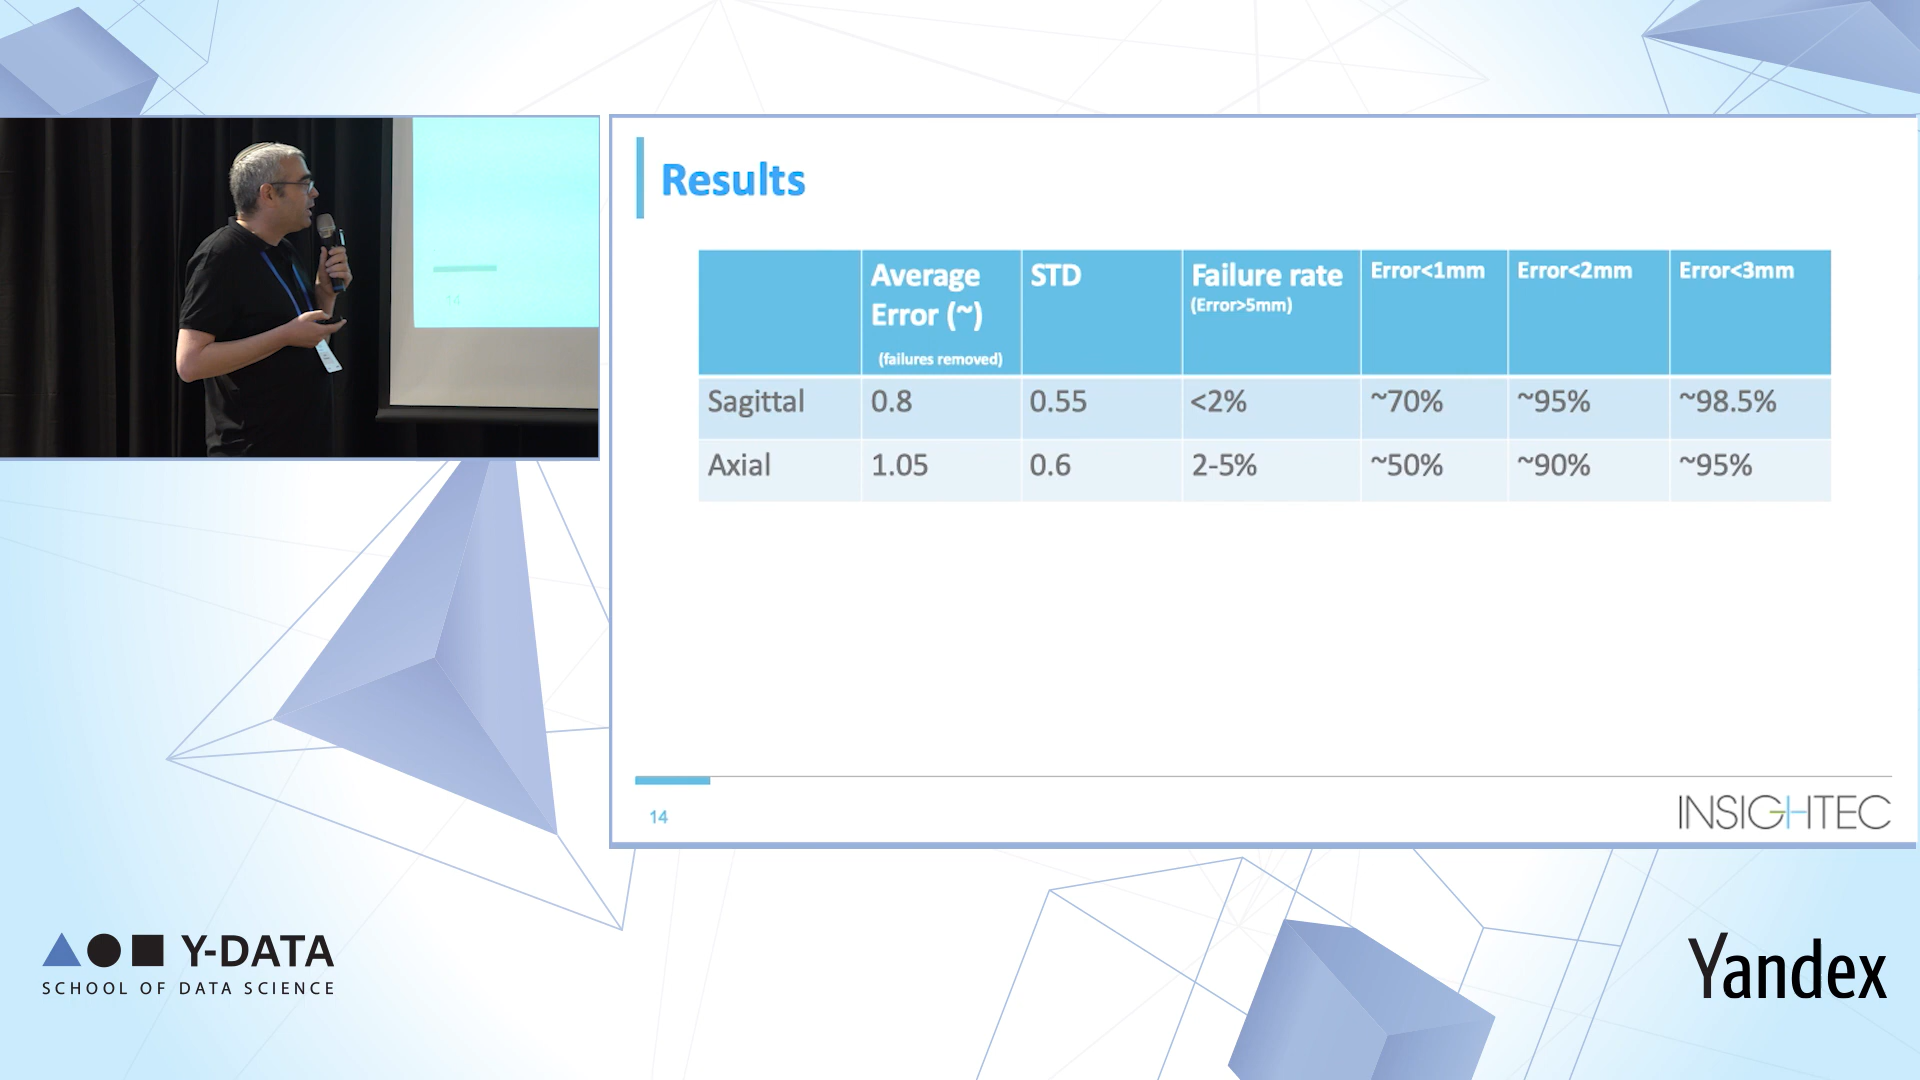 Results
Average Error (~) (failures removed) STD Failure rate (Error>5mm) Error<1mm Error<2mm Error<3mm
Sagittal 0.8 0.55 <2% ~70% ~95% ~98.5%
Axial 1.05 0.6 2-5% ~50% ~90% ~95%
14
14
INSIGHTEC
Y-DATA
SCHOOL OF DATA SCIENCE
Yandex